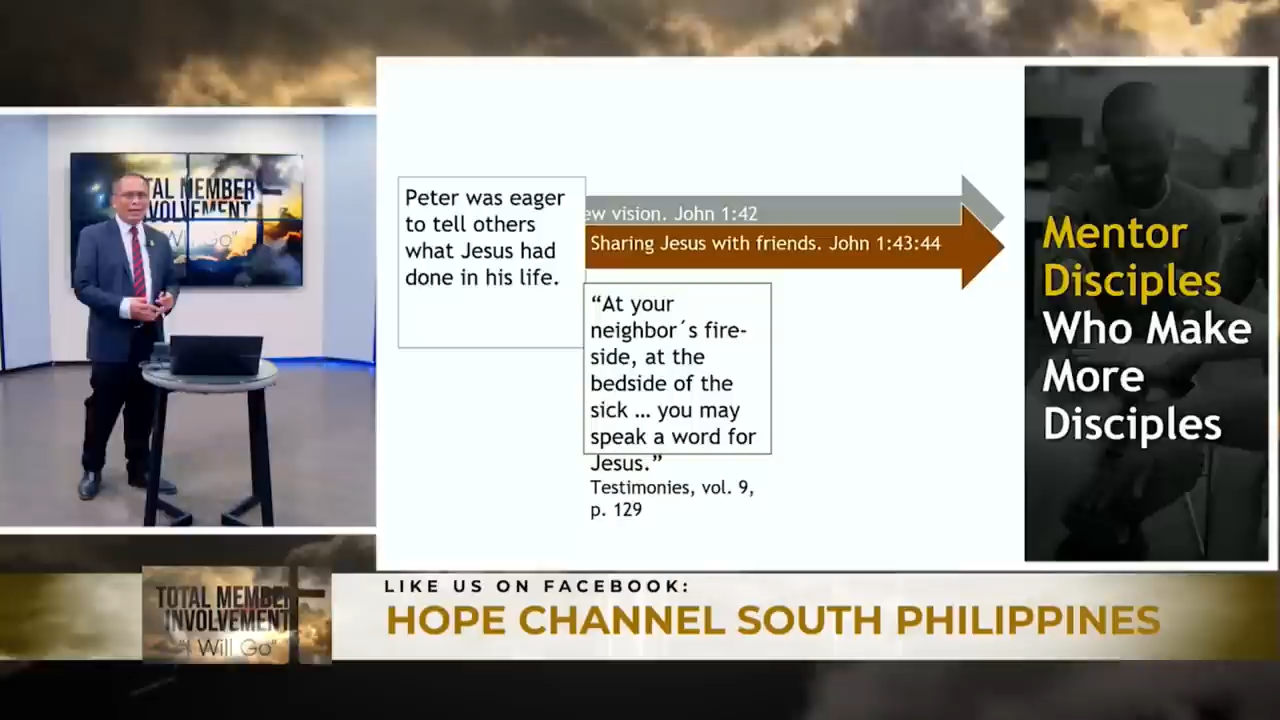 TAL MEMBER
VOLVEMENT
Peter was eager
to tell others
what Jesus had
done in his life.
ew vision. John 1:42
Sharing Jesus with friends. John 1:43:44
“At your
neighbor´s fire-
side, at the
bedside of the
sick … you may
speak a word for
Jesus.”
Testimonies, vol. 9,
p. 129
Mentor
Disciples
Who Make
More
Disciples
LIKE US ON FACEBOOK:
HOPE CHANNEL SOUTH PHILIPPINES
TOTAL MEMBER
INVOLVEMENT
"I Will Go"